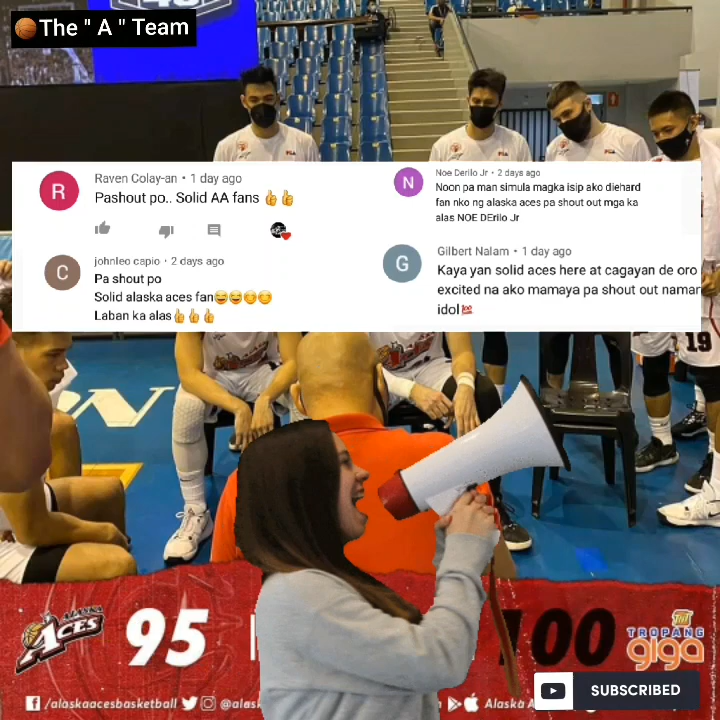 🏀The " A " Team
R
Raven Colay-an • 1 day ago
Pashout po.. Solid AA fans 👍👍
C
johnleo capio • 2 days ago
Pa shout po
Solid alaska aces fan😄😄😊😊
Laban ka alas👍👍👍
N
Noe Derilo Jr • 2 days ago
Noon pa man simula magka isip ako diehard
fan nko ng alaska aces pa shout out mga ka
alas NOE DErilo Jr
G
Gilbert Nalam • 1 day ago
Kaya yan solid aces here at cagayan de oro
excited na ako mamaya pa shout out naman
idol💯
19
ALASKA
ACES
95
100
TNT
TROPANG
giga
/alaskaacesbasketball
@alask
Alaska A
SUBSCRIBED